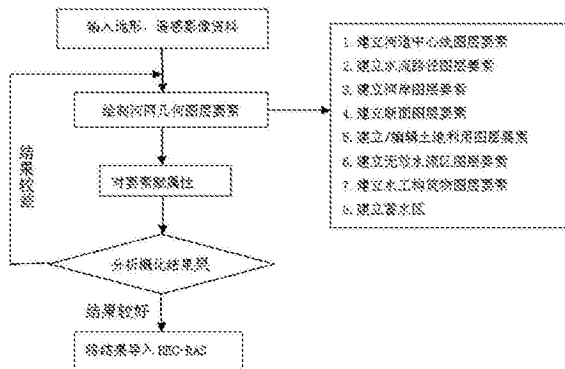 输入地形、遥感影像资料
绘制河网几何图层要素
对要素赋属性
分析概化结果
结果较差
结果较好
将结果导入 HEC-RAS
1. 建立河道中心线图层要素
2. 建立水流路径图层要素
3. 建立河岸图层要素
4. 建立断面图层要素
5. 建立/编辑土地利用图层要素
6. 建立无效水流区图层要素
7. 建立水工构筑物图层要素
8. 建立蓄水区